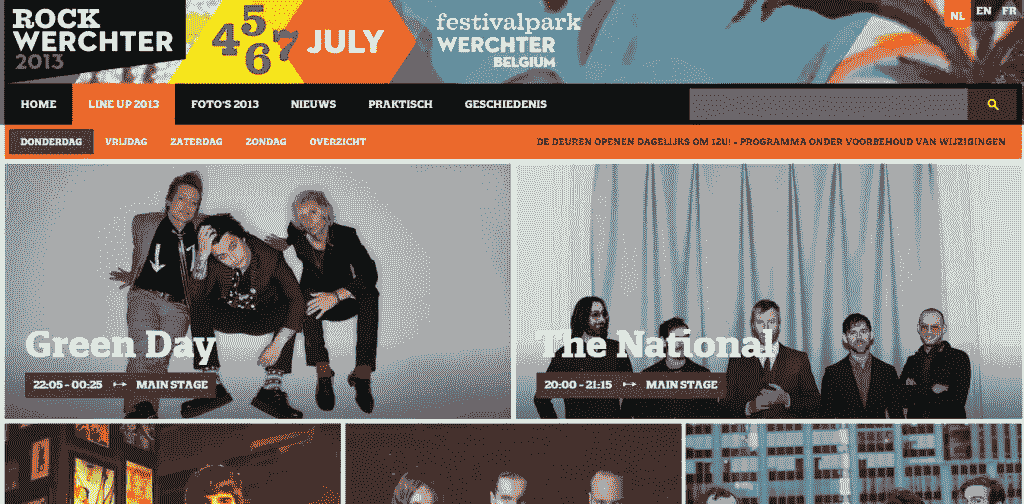 ROCK
WERCHTER
2013
4 5 6 7 JULY
festivalpark
WERCHTER
BELGIUM
NL EN FR
HOME LINE UP 2013 FOTO'S 2013 NIEUWS PRAKTISCH GESCHIEDENIS
DONDERDAG VRIJDAG ZATERDAG ZONDAG OVERZICHT
DE DEUREN OPENEN DAGELIJKS OM 12U! - PROGRAMMA ONDER VOORBEHOUD VAN WIJZIGINGEN
Green Day
22:05 - 00:25 ↦ MAIN STAGE
The National
20:00 - 21:15 ↦ MAIN STAGE